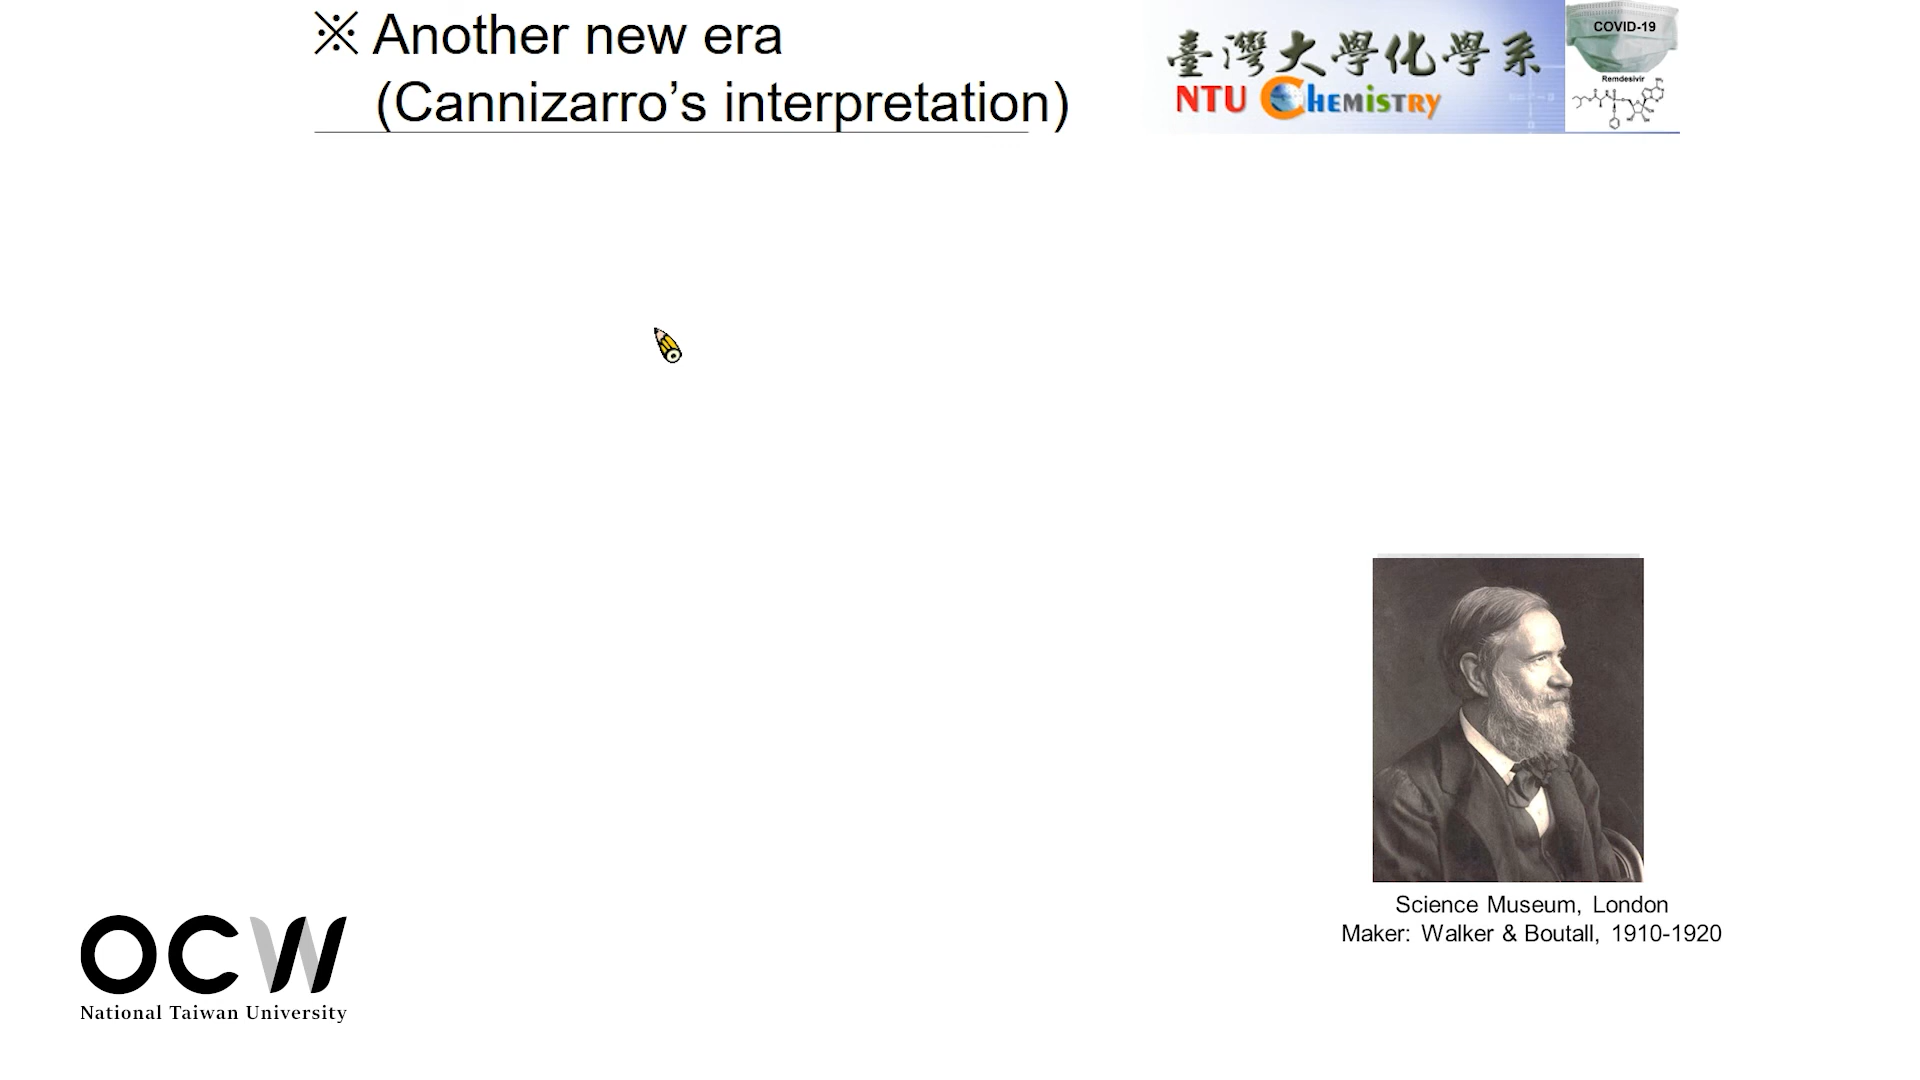 ※ Another new era
(Cannizarro’s interpretation)
臺灣大學化學系
NTU Chemistry
COVID-19
Remdesivir
Science Museum, London
Maker: Walker & Boutall, 1910-1920
OCW
National Taiwan University